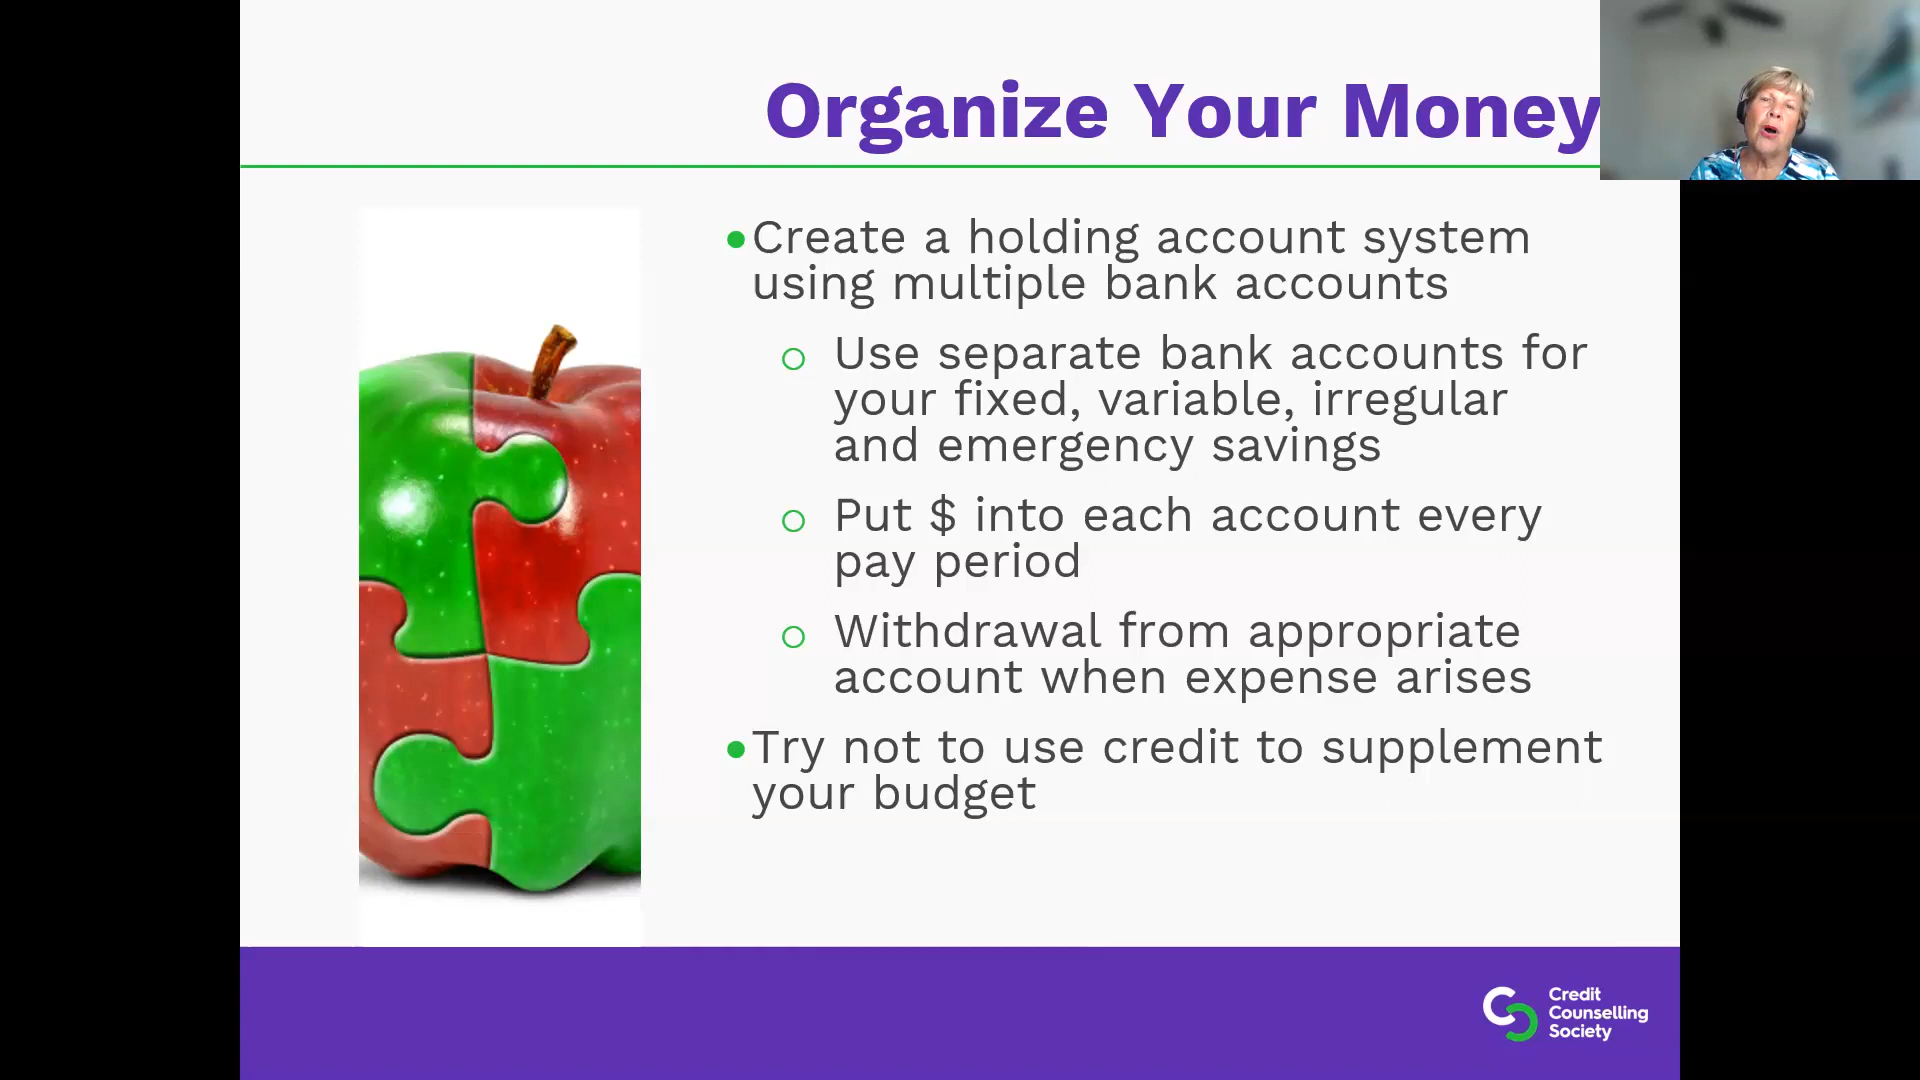 Organize Your Money
•Create a holding account system
using multiple bank accounts
○ Use separate bank accounts for
your fixed, variable, irregular
and emergency savings
○ Put $ into each account every
pay period
○ Withdrawal from appropriate
account when expense arises
•Try not to use credit to supplement
your budget
Credit
Counselling
Society